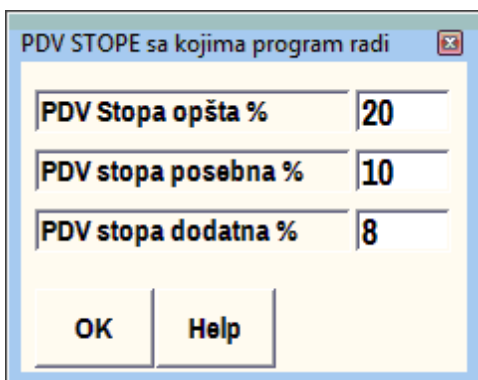 PDV STOPE sa kojima program radi
PDV Stopa opšta % 20
PDV stopa posebna % 10
PDV stopa dodatna % 8
OK Help